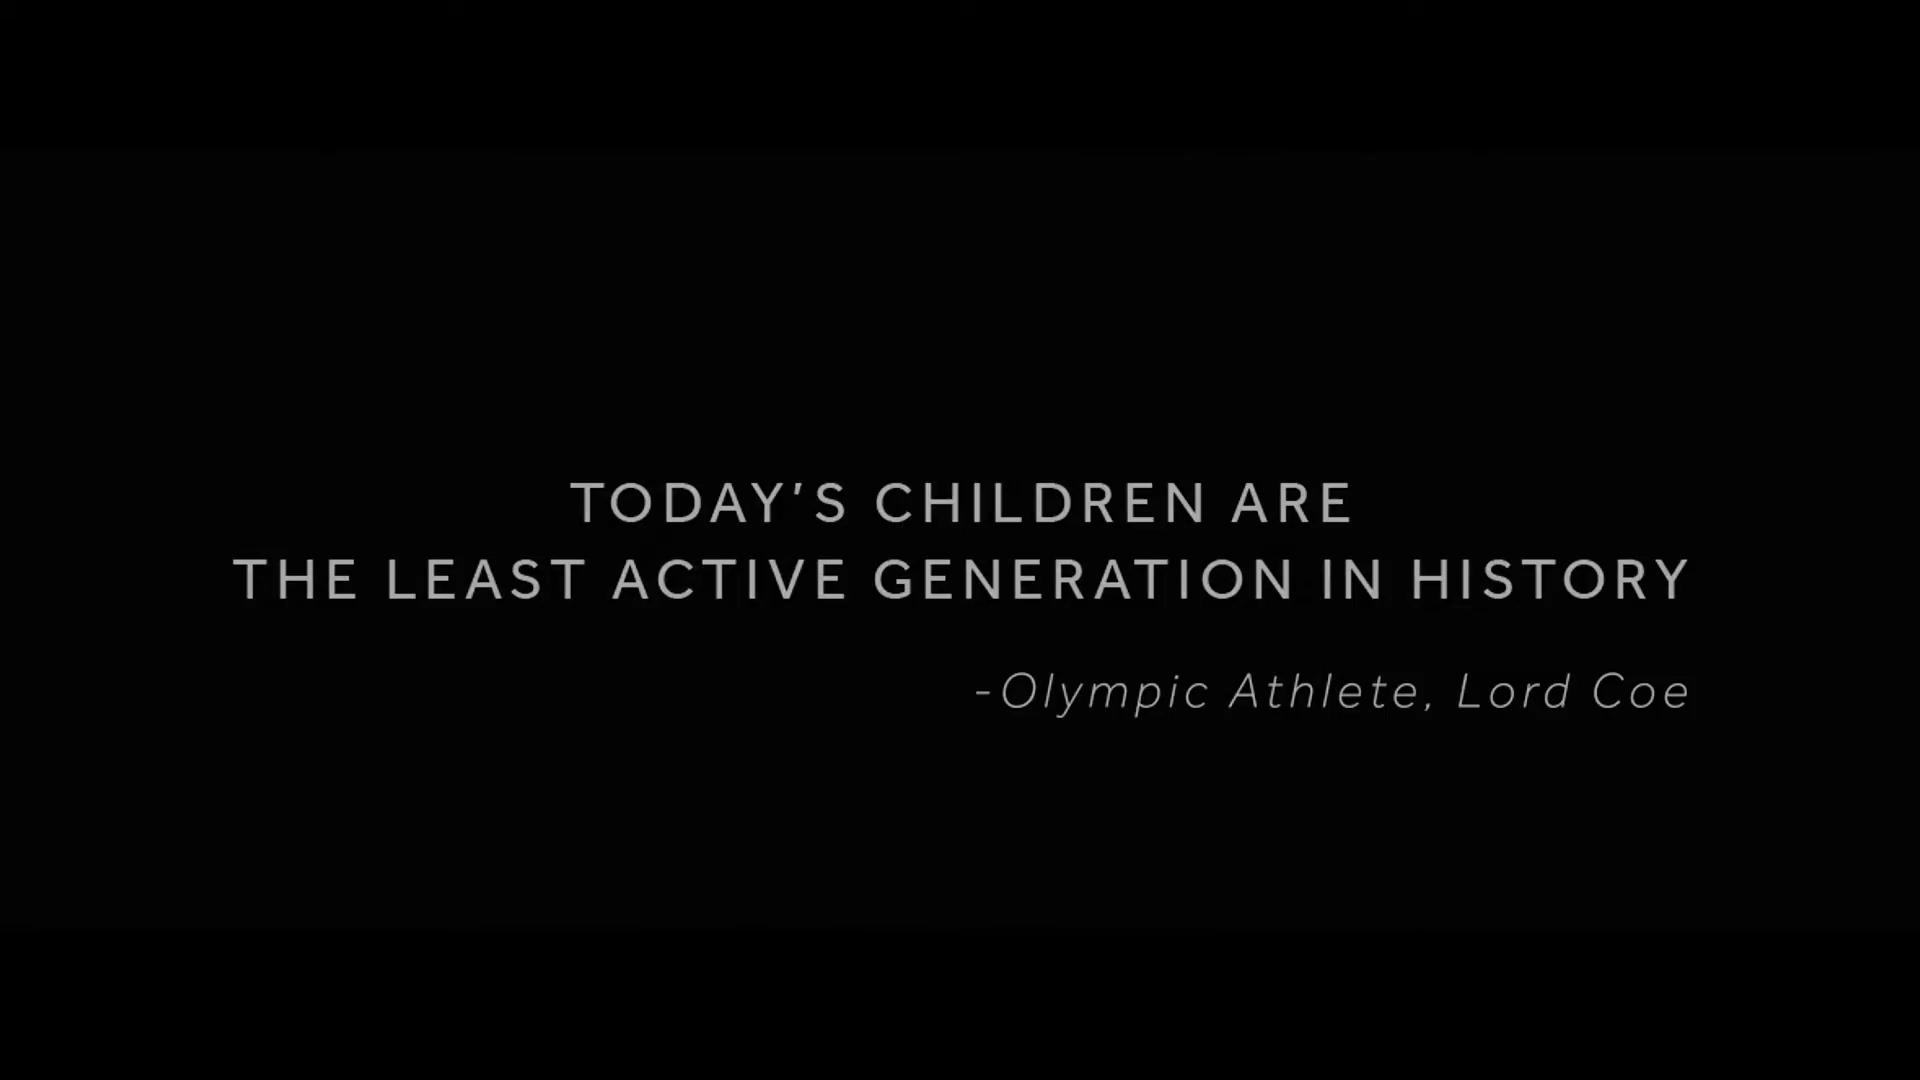 TODAY’S CHILDREN ARE
THE LEAST ACTIVE GENERATION IN HISTORY
-Olympic Athlete, Lord Coe